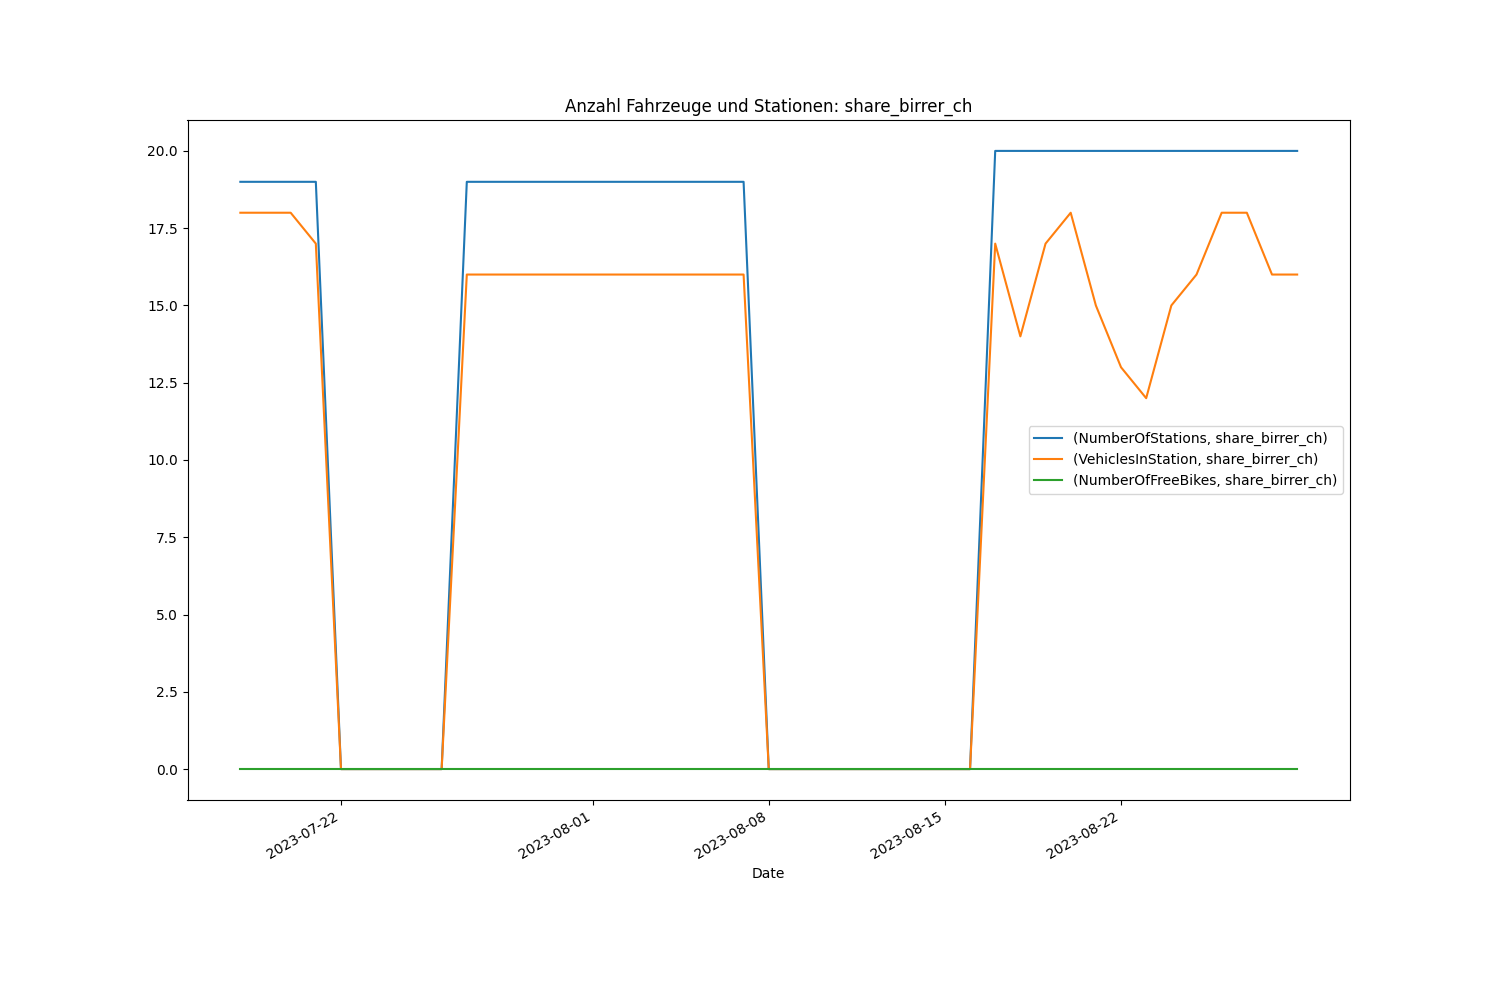 Anzahl Fahrzeuge und Stationen: share_birrer_ch
20.0
17.5
15.0
12.5
10.0
7.5
5.0
2.5
0.0
(NumberOfStations, share_birrer_ch)
(VehiclesInStation, share_birrer_ch)
(NumberOfFreeBikes, share_birrer_ch)
2023-07-22
2023-08-01
2023-08-08
2023-08-15
2023-08-22
Date